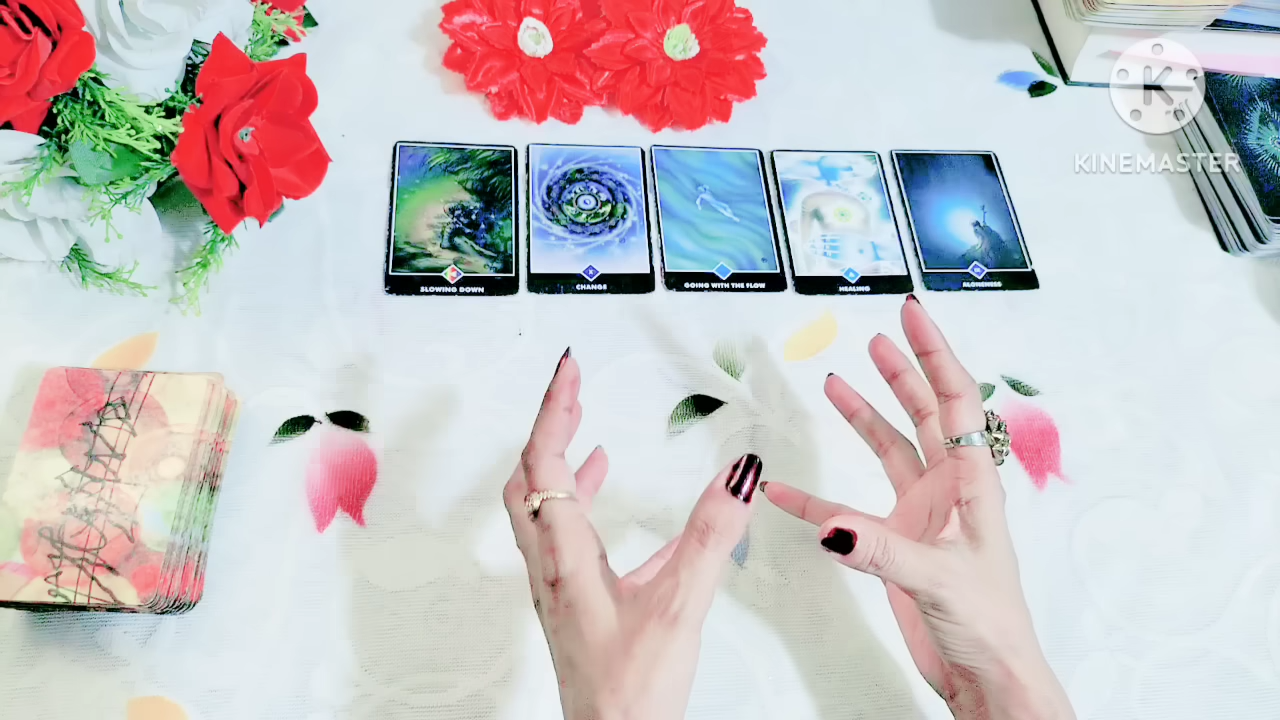 K
KINEMASTER
SLOWING DOWN
CHANGE
GOING WITH THE FLOW
HEALING
ALONENESS